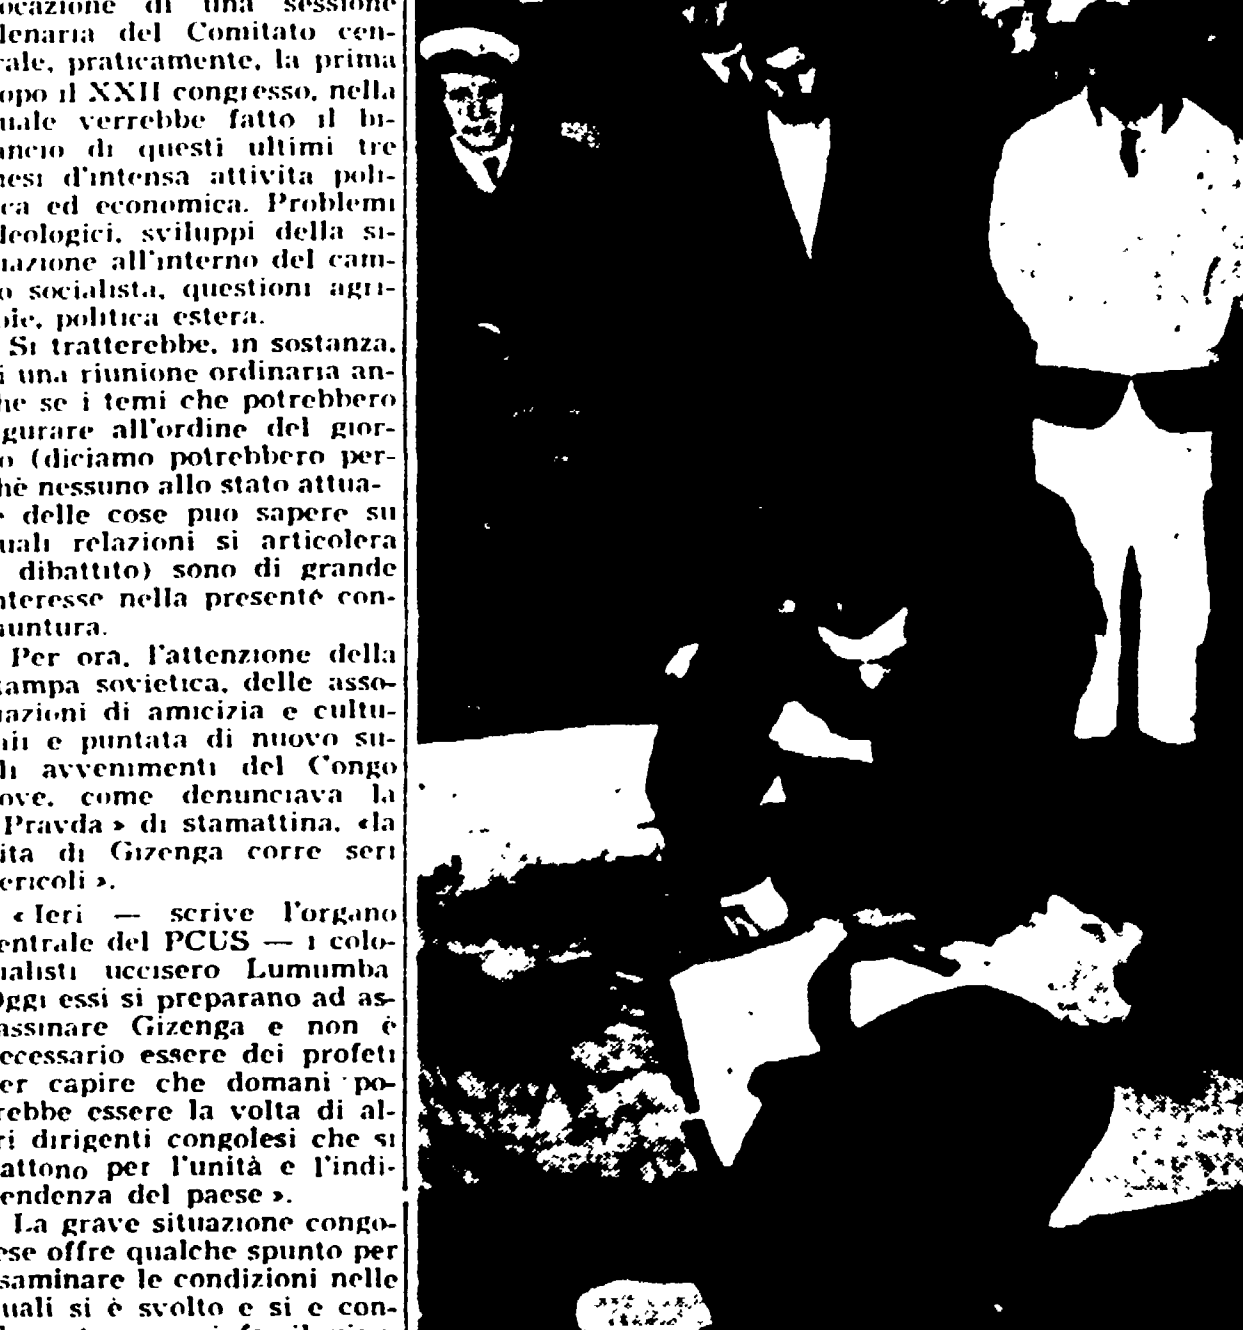 ocazione di una sessione
lenaria del Comitato cen-
rale, praticamente, la prima
opo il XXII congresso, nella
uale verrebbe fatto il bi-
ancio di questi ultimi tre
nesi d'intensa attività poli-
ca ed economica. Problemi
deologici, sviluppi della si-
uazione all'interno del cam-
o socialista, questioni agri-
ole, politica estera.
Si tratterebbe, in sostanza,
i una riunione ordinaria an-
he se i temi che potrebbero
gurare all'ordine del gior-
o (diciamo potrebbero per-
hè nessuno allo stato attua-
e delle cose può sapere su
uali relazioni si articolerà
dibattito) sono di grande
nteresse nella presente con-
iuntura.
Per ora, l'attenzione della
tampa sovietica, delle asso-
iazioni di amicizia e cultu-
ali è puntata di nuovo su-
li avvenimenti del Congo
ove, come denunciava la
Pravda » di stamattina, «la
ita di Gizenga corre seri
ericoli ».
« Ieri — scrive l'organo
entrale del PCUS — i colo-
ialisti uccisero Lumumba
Oggi essi si preparano ad as-
assinare Gizenga e non è
ecessario essere dei profeti
er capire che domani po-
rebbe essere la volta di al-
ri dirigenti congolesi che si
attono per l'unità e l'indi-
endenza del paese ».
La grave situazione congo-
ese offre qualche spunto per
saminare le condizioni nelle
uali si è svolto e si è con-